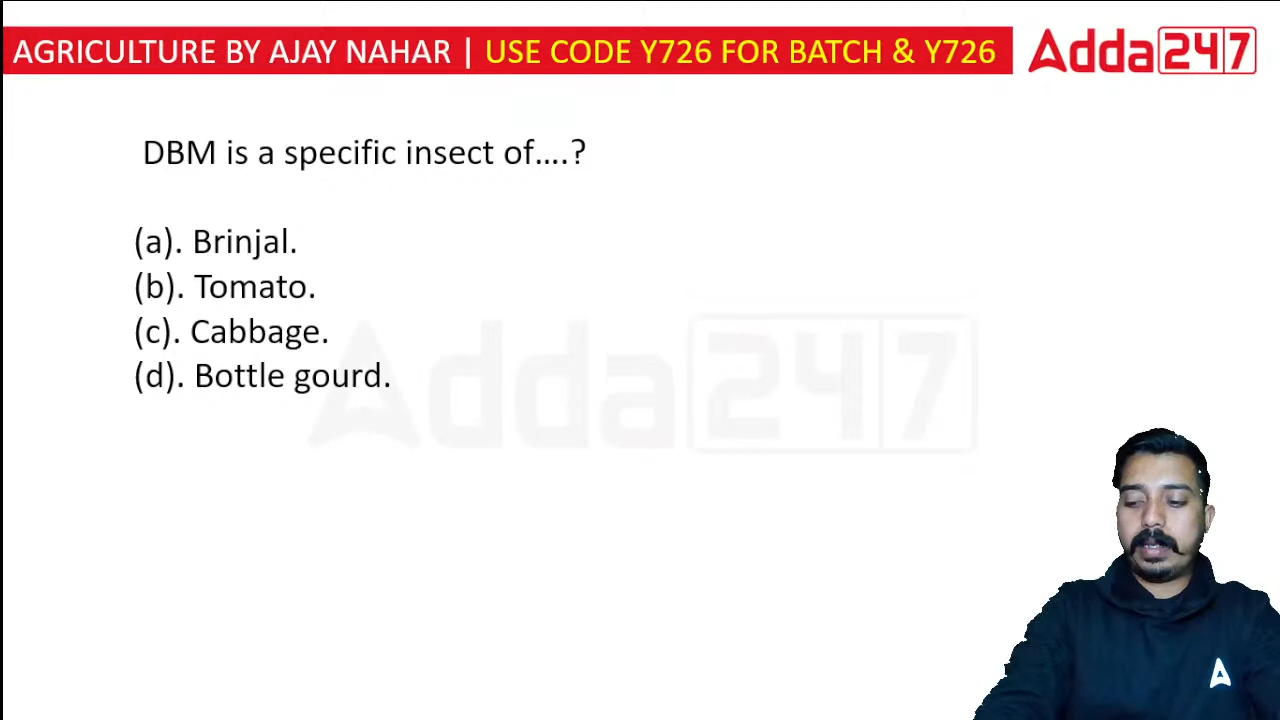 AGRICULTURE BY AJAY NAHAR | USE CODE Y726 FOR BATCH & Y726
Adda247
DBM is a specific insect of....?
(a). Brinjal.
(b). Tomato.
(c). Cabbage.
(d). Bottle gourd.
Adda247